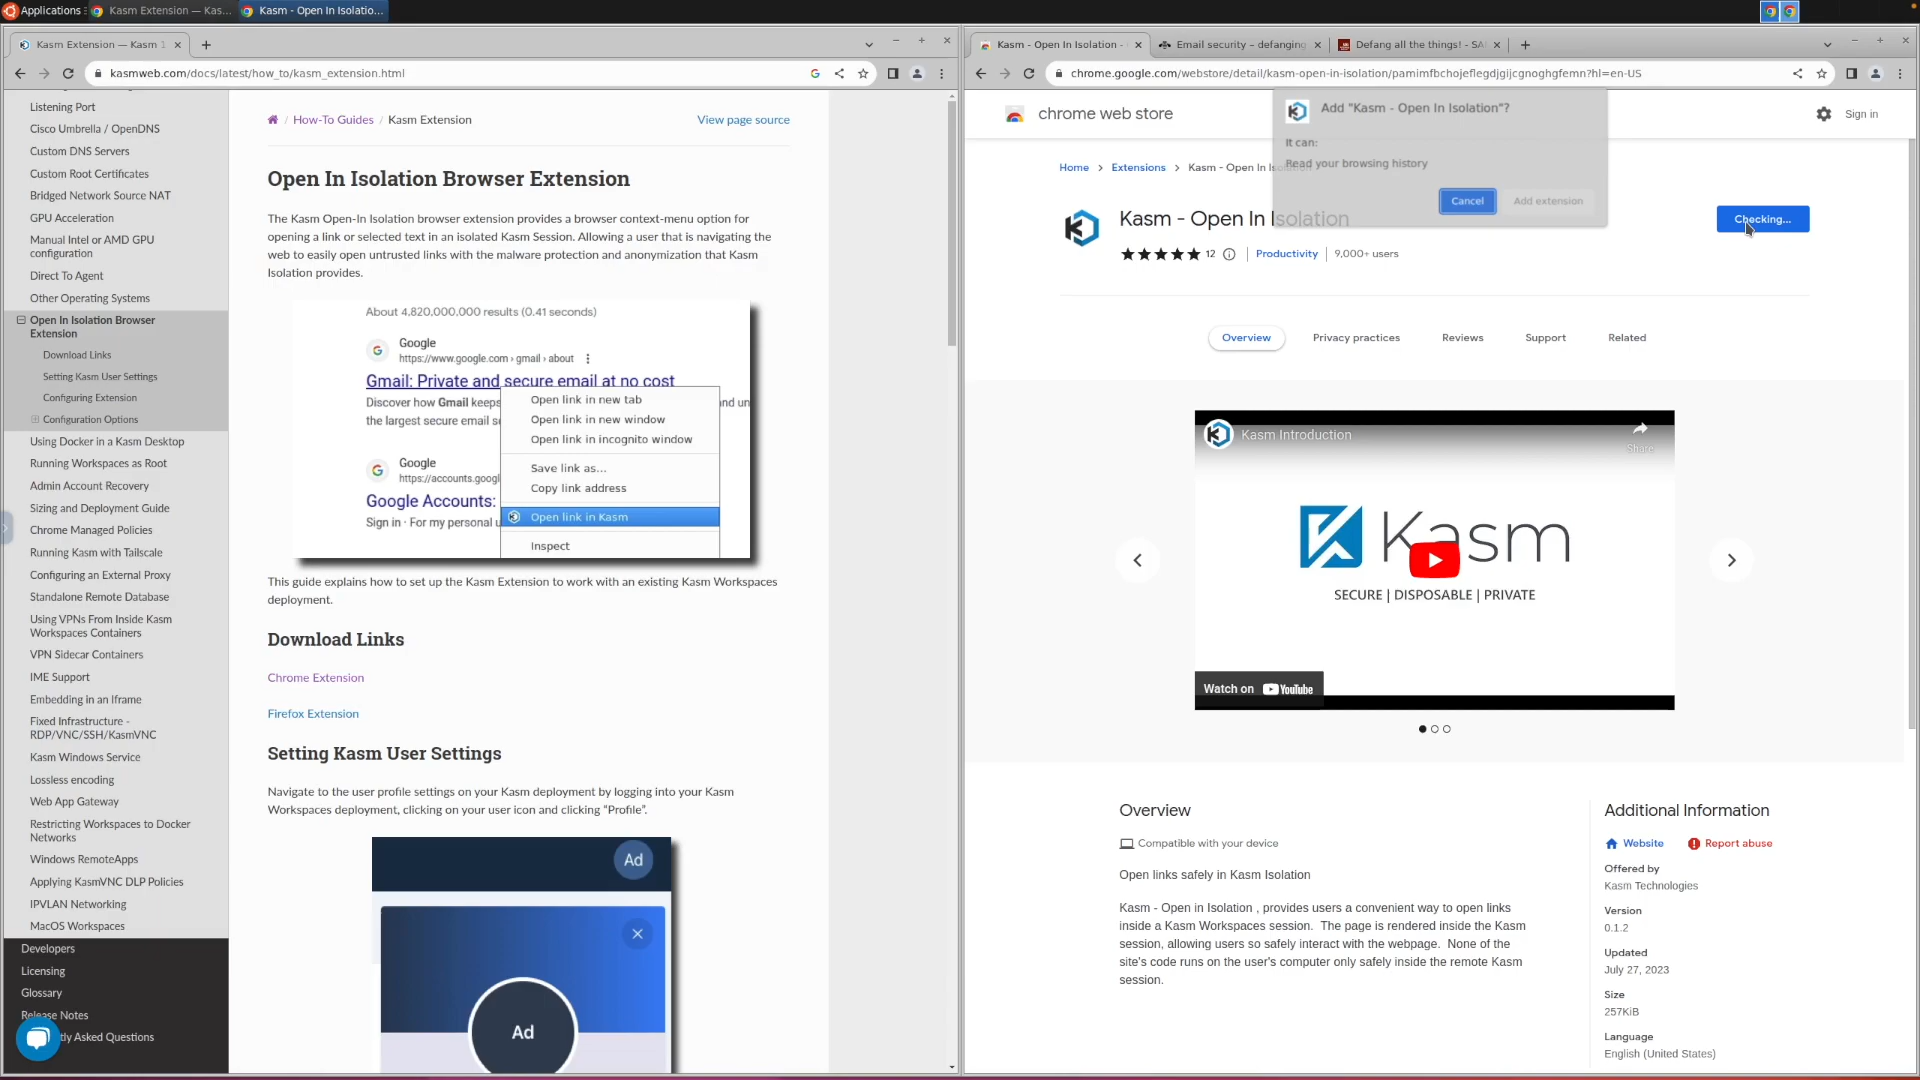 Applications
Kasm Extension — Kas...
Kasm - Open In Isolatio...
Kasm Extension — Kasm 1
kasmweb.com/docs/latest/how_to/kasm_extension.html
Listening Port
Cisco Umbrella / OpenDNS
Custom DNS Servers
Custom Root Certificates
Bridged Network Source NAT
GPU Acceleration
Manual Intel or AMD GPU
configuration
Direct To Agent
Other Operating Systems
Open In Isolation Browser
Extension
Download Links
Setting Kasm User Settings
Configuring Extension
Configuration Options
Using Docker in a Kasm Desktop
Running Workspaces as Root
Admin Account Recovery
Sizing and Deployment Guide
Chrome Managed Policies
Running Kasm with Tailscale
Configuring an External Proxy
Standalone Remote Database
Using VPNs From Inside Kasm
Workspaces Containers
VPN Sidecar Containers
IME Support
Embedding in an Iframe
Fixed Infrastructure -
RDP/VNC/SSH/KasmVNC
Kasm Windows Service
Lossless encoding
Web App Gateway
Restricting Workspaces to Docker
Networks
Windows RemoteApps
Applying KasmVNC DLP Policies
IPVLAN Networking
MacOS Workspaces
Developers
Licensing
Glossary
Release Notes
tly Asked Questions
/ How-To Guides / Kasm Extension
View page source
Open In Isolation Browser Extension
The Kasm Open-In Isolation browser extension provides a browser context-menu option for
opening a link or selected text in an isolated Kasm Session. Allowing a user that is navigating the
web to easily open untrusted links with the malware protection and anonymization that Kasm
Isolation provides.
About 4,820,000,000 results (0.41 seconds)
Google
https://www.google.com › gmail › about
Gmail: Private and secure email at no cost
Discover how Gmail keeps
nd un
the largest secure email s
Open link in new tab
Open link in new window
Open link in incognito window
Save link as...
Copy link address
Open link in Kasm
Inspect
Google
https://accounts.googl
Google Accounts:
Sign in · For my personal u
This guide explains how to set up the Kasm Extension to work with an existing Kasm Workspaces
deployment.
Download Links
Chrome Extension
Firefox Extension
Setting Kasm User Settings
Navigate to the user profile settings on your Kasm deployment by logging into your Kasm
Workspaces deployment, clicking on your user icon and clicking “Profile”.
Ad
Ad
Kasm - Open In Isolation -
Email security – defanging
Defang all the things! - SA
chrome.google.com/webstore/detail/kasm-open-in-isolation/pamimfbchojeflegdjgijcgnoghgfemn?hl=en-US
chrome web store
Sign in
Add "Kasm - Open In Isolation"?
It can:
Read your browsing history
Cancel
Add extension
Home > Extensions > Kasm - Open In Isolation
Kasm - Open In Isolation
Checking...
12
Productivity
9,000+ users
Overview
Privacy practices
Reviews
Support
Related
Kasm Introduction
Share
Kasm
SECURE | DISPOSABLE | PRIVATE
Watch on YouTube
Overview
Compatible with your device
Open links safely in Kasm Isolation
Kasm - Open in Isolation , provides users a convenient way to open links
inside a Kasm Workspaces session. The page is rendered inside the Kasm
session, allowing users so safely interact with the webpage. None of the
site's code runs on the user's computer only safely inside the remote Kasm
session.
Additional Information
Website
Report abuse
Offered by
Kasm Technologies
Version
0.1.2
Updated
July 27, 2023
Size
257KiB
Language
English (United States)